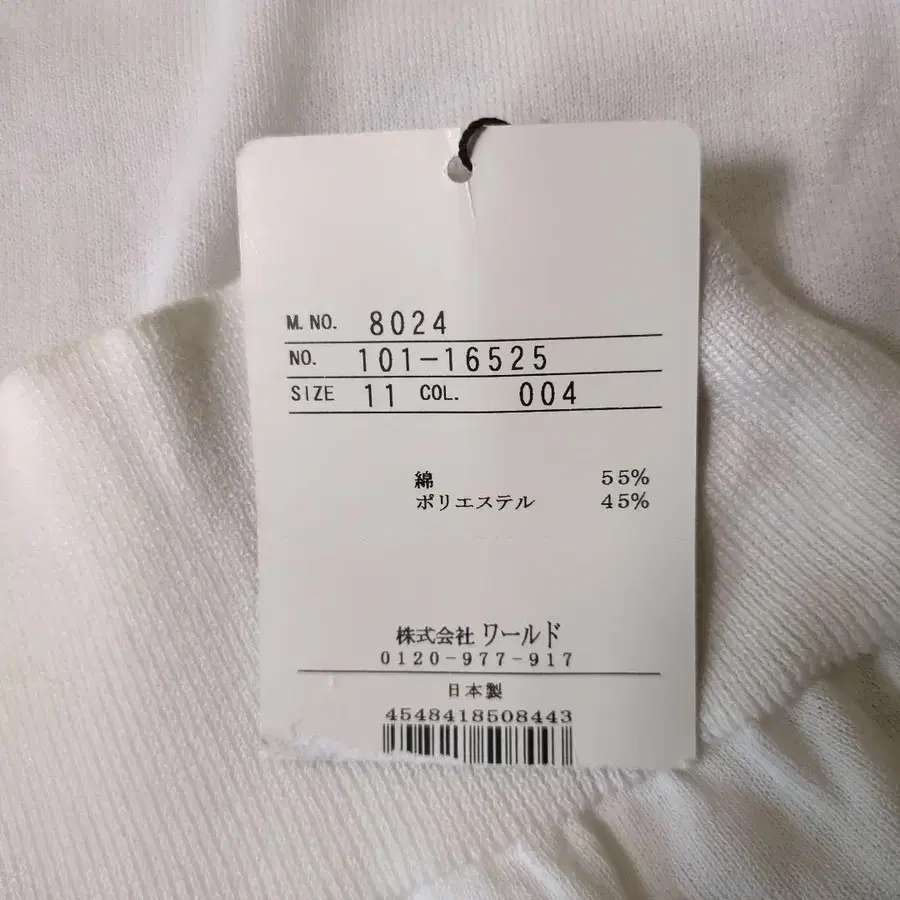 M. NO. 8024
NO. 101-16525
SIZE 11 COL. 004
綿 55%
ポリエステル 45%
株式会社 ワールド
0120-977-917
日本製
4548418508443